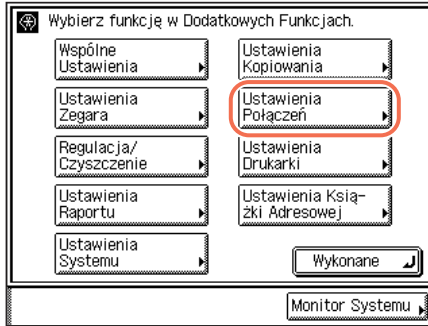 Wybierz funkcję w Dodatkowych Funkcjach.
Wspólne
Ustawienia
Ustawienia
Kopiowania
Ustawienia
Zegara
Ustawienia
Połączeń
Regulacja/
Czyszczenie
Ustawienia
Drukarki
Ustawienia
Raportu
Ustawienia Ksią-
żki Adresowej
Ustawienia
Systemu
Wykonane
Monitor Systemu